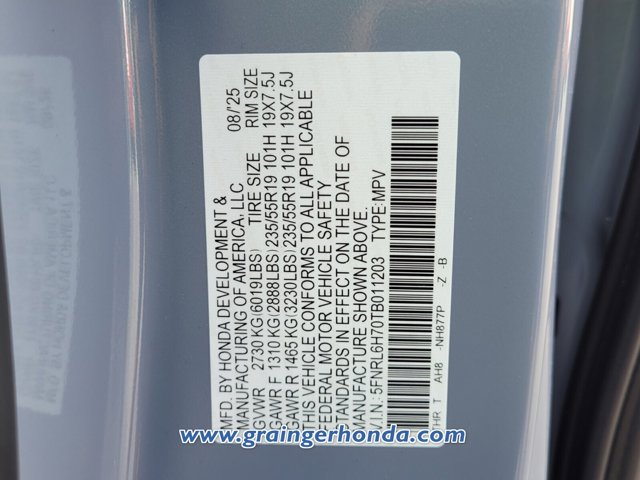 MFD. BY HONDA DEVELOPMENT & 08/'25
MANUFACTURING OF AMERICA, LLC
GVWR 2730 KG(6019LBS) TIRE SIZE RIM SIZE
GAWR F 1310 KG(2888LBS)235/55R19 101H 19X7.5J
GAWR R 1465 KG(3230LBS)235/55R19 101H 19X7.5J
THIS VEHICLE CONFORMS TO ALL APPLICABLE
FEDERAL MOTOR VEHICLE SAFETY
STANDARDS IN EFFECT ON THE DATE OF
MANUFACTURE SHOWN ABOVE.
V.I.N.: 5FNRL6H70TB011203 TYPE:MPV
THR T AH8 -NH877P -Z -B
www.graingerhonda.com